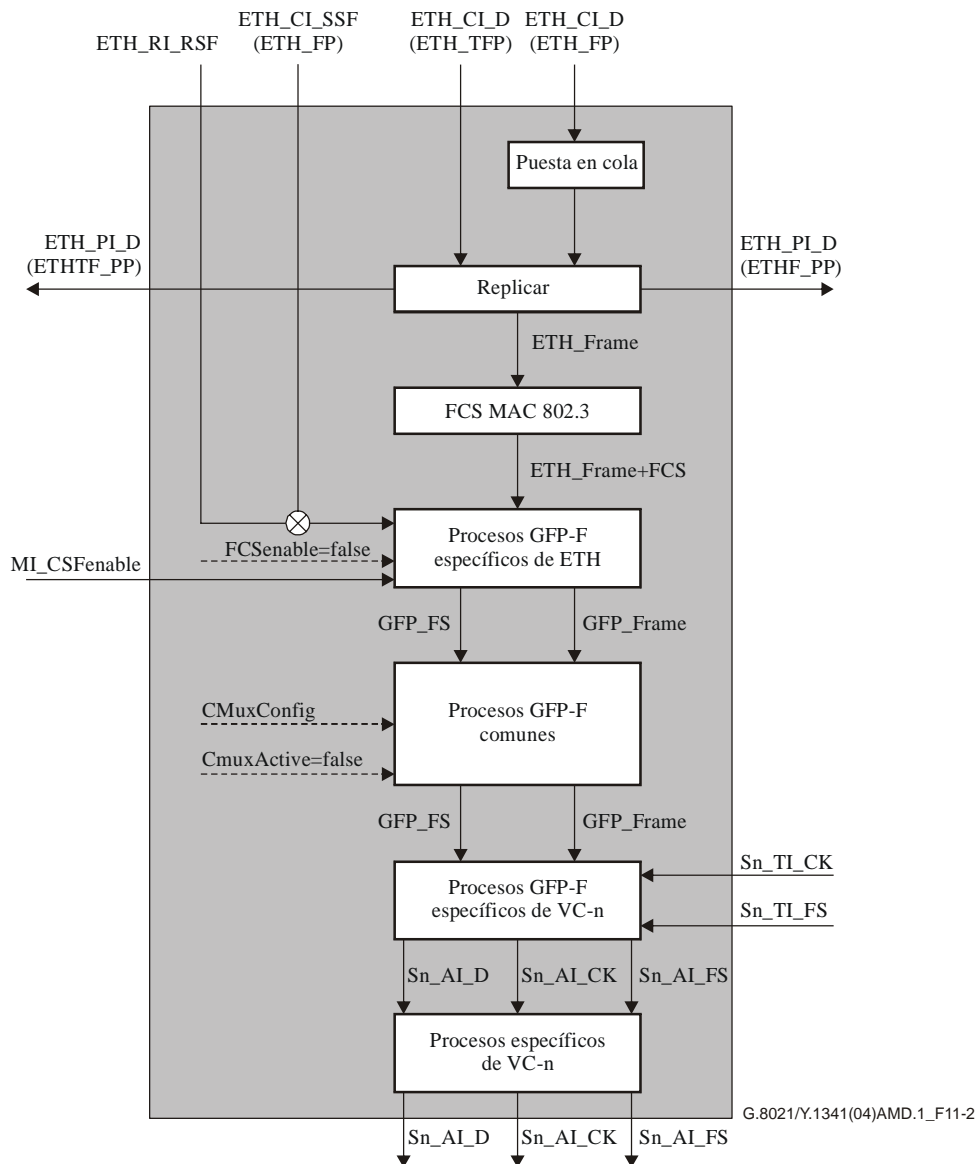 ETH_RI_RSF
ETH_CI_SSF
(ETH_FP)
ETH_CI_D
(ETH_TFP)
ETH_CI_D
(ETH_FP)
Puesta en cola
ETH_PI_D
(ETHTF_PP)
ETH_PI_D
(ETHF_PP)
Replicar
ETH_Frame
FCS MAC 802.3
ETH_Frame+FCS
Procesos GFP-F
específicos de ETH
FCSenable=false
MI_CSFenable
GFP_FS
GFP_Frame
CMuxConfig
Procesos GFP-F
comunes
CmuxActive=false
GFP_FS
GFP_Frame
Sn_TI_CK
Procesos GFP-F
específicos de VC-n
Sn_TI_FS
Sn_AI_D
Sn_AI_CK
Sn_AI_FS
Procesos específicos
de VC-n
G.8021/Y.1341(04)AMD.1_F11-2
Sn_AI_D
Sn_AI_CK
Sn_AI_FS